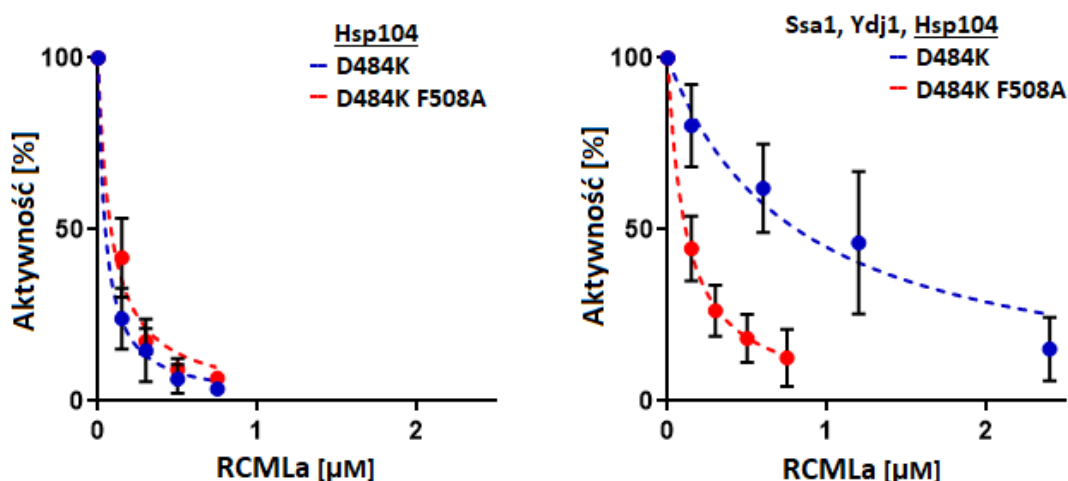 Hsp104
D484K
D484K F508A
100
50
0
Aktywność [%]
0
1
2
RCMLa [μM]
Ssa1, Ydj1, Hsp104
D484K
D484K F508A
100
50
0
Aktywność [%]
0
1
2
RCMLa [μM]